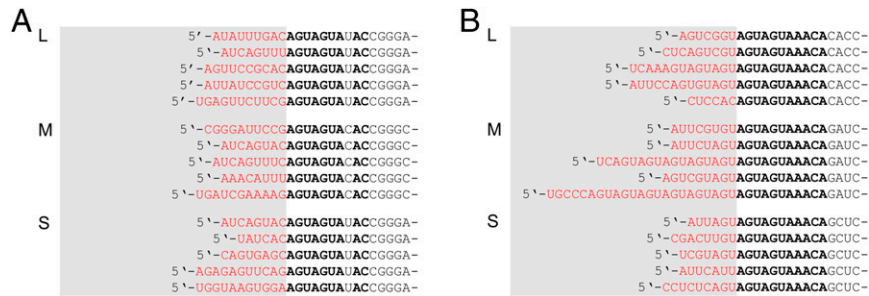 A
L
5'-AUAUUUGACAGUAGUAUACCGGGA-
5'-AUCAGUUUAGUAGUAUACCGGGA-
5'-AGUUCCGCACAGUAGUAUACCGGGA-
5'-AUUAUCCGUCAGUAGUAUACCGGGA-
5'-UGAGUUCUUCGAGUAGUAUACCGGGA-
M
5'-CGGGAUUCCGAGUAGUACACCGGGC-
5'-AUCAGUACAGUAGUACACCGGGC-
5'-AUCAGUUUCAGUAGUACACCGGGC-
5'-AAACAUUUAGUAGUACACCGGGC-
5'-UGAUCGAAAAGAGUAGUACACCGGGC-
S
5'-AUCAGUACAGUAGUAUACCGGGA-
5'-UAUCACAGUAGUAUACCGGGA-
5'-CAGUGAGCAGUAGUAUACCGGGA-
5'-AGAGAGUUCAGAGUAGUAUACCGGGA-
5'-UGGUAAGUGGAAGUAGUAUACCGGGA-
B
L
5'-AGUCGGUAGUAGUAAACACACC-
5'-CUCAGUCGUAGUAGUAAACACACC-
5'-UCAAAGUAGUAGUAGUAGUAAACACACC-
5'-AUUCCAGUGUAGUAGUAGUAAACACACC-
5'-CUCCACAGUAGUAAACACACC-
M
5'-AUUCGUGUAGUAGUAAACAGAUC-
5'-AUUCUAGUAGUAGUAAACAGAUC-
5'-UCAGUAGUAGUAGUAGUAGUAGUAAACAGAUC-
5'-AGUCGUAGUAGUAGUAAACAGAUC-
5'-UGCCCAGUAGUAGUAGUAGUAGUAGUAGUAAACAGAUC-
S
5'-AUUAGUAGUAGUAAACAGCUC-
5'-CGACUUGUAGUAGUAAACAGCUC-
5'-UCGUAGUAGUAGUAAACAGCUC-
5'-AUUCAUUAGUAGUAAACAGCUC-
5'-CCUCUCAGUAGUAGUAAACAGCUC-